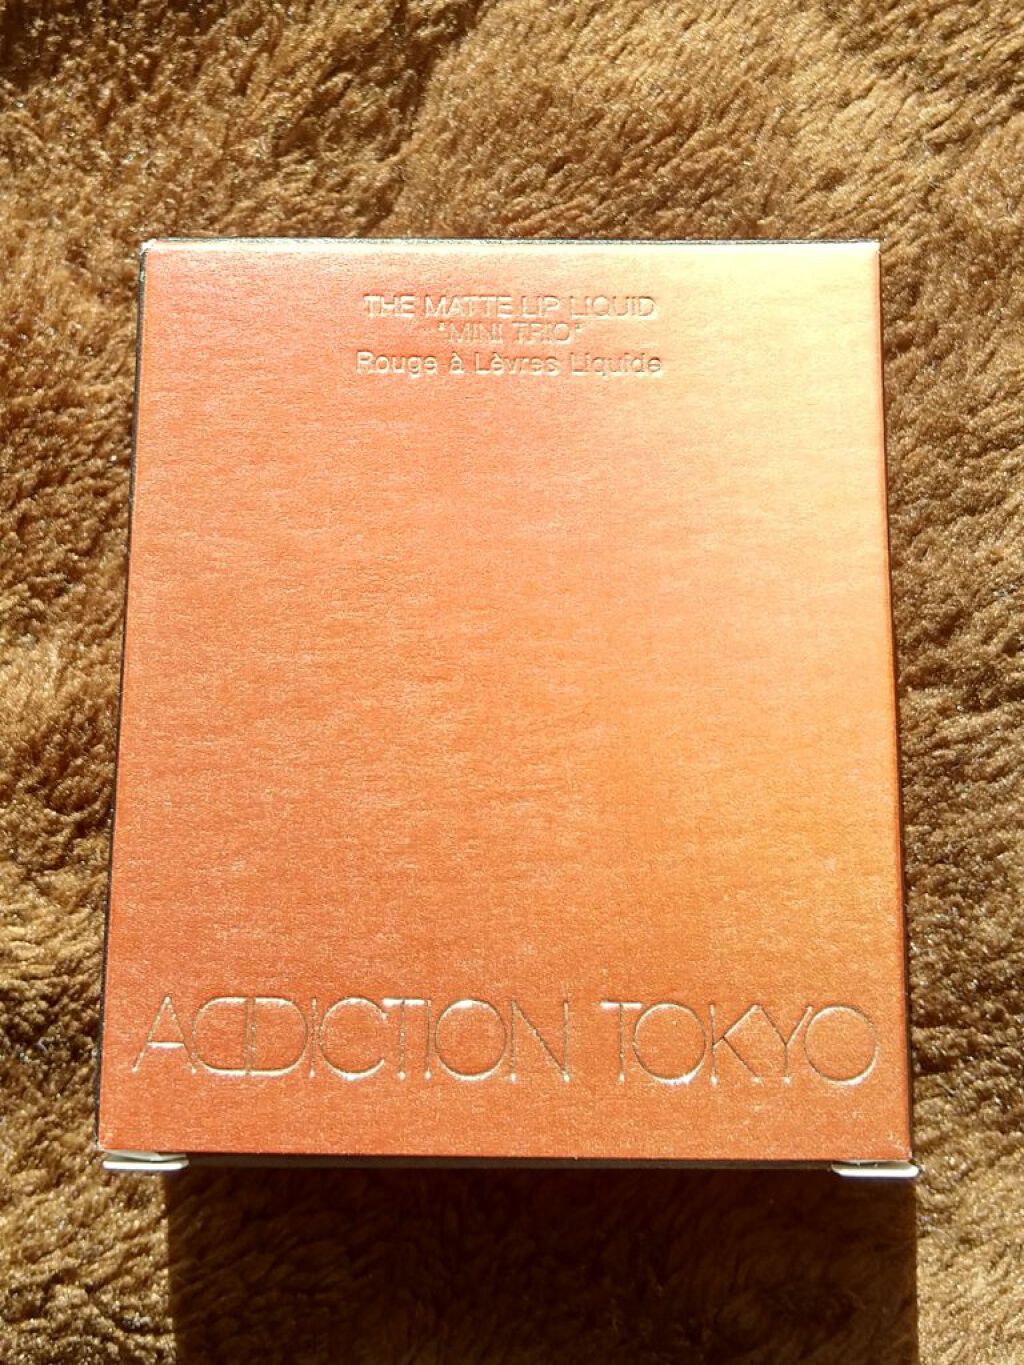 THE MATTE LIP LIQUID
"MINI TRIO"
Rouge à Lèvres Liquide
ADDICTION TOKYO